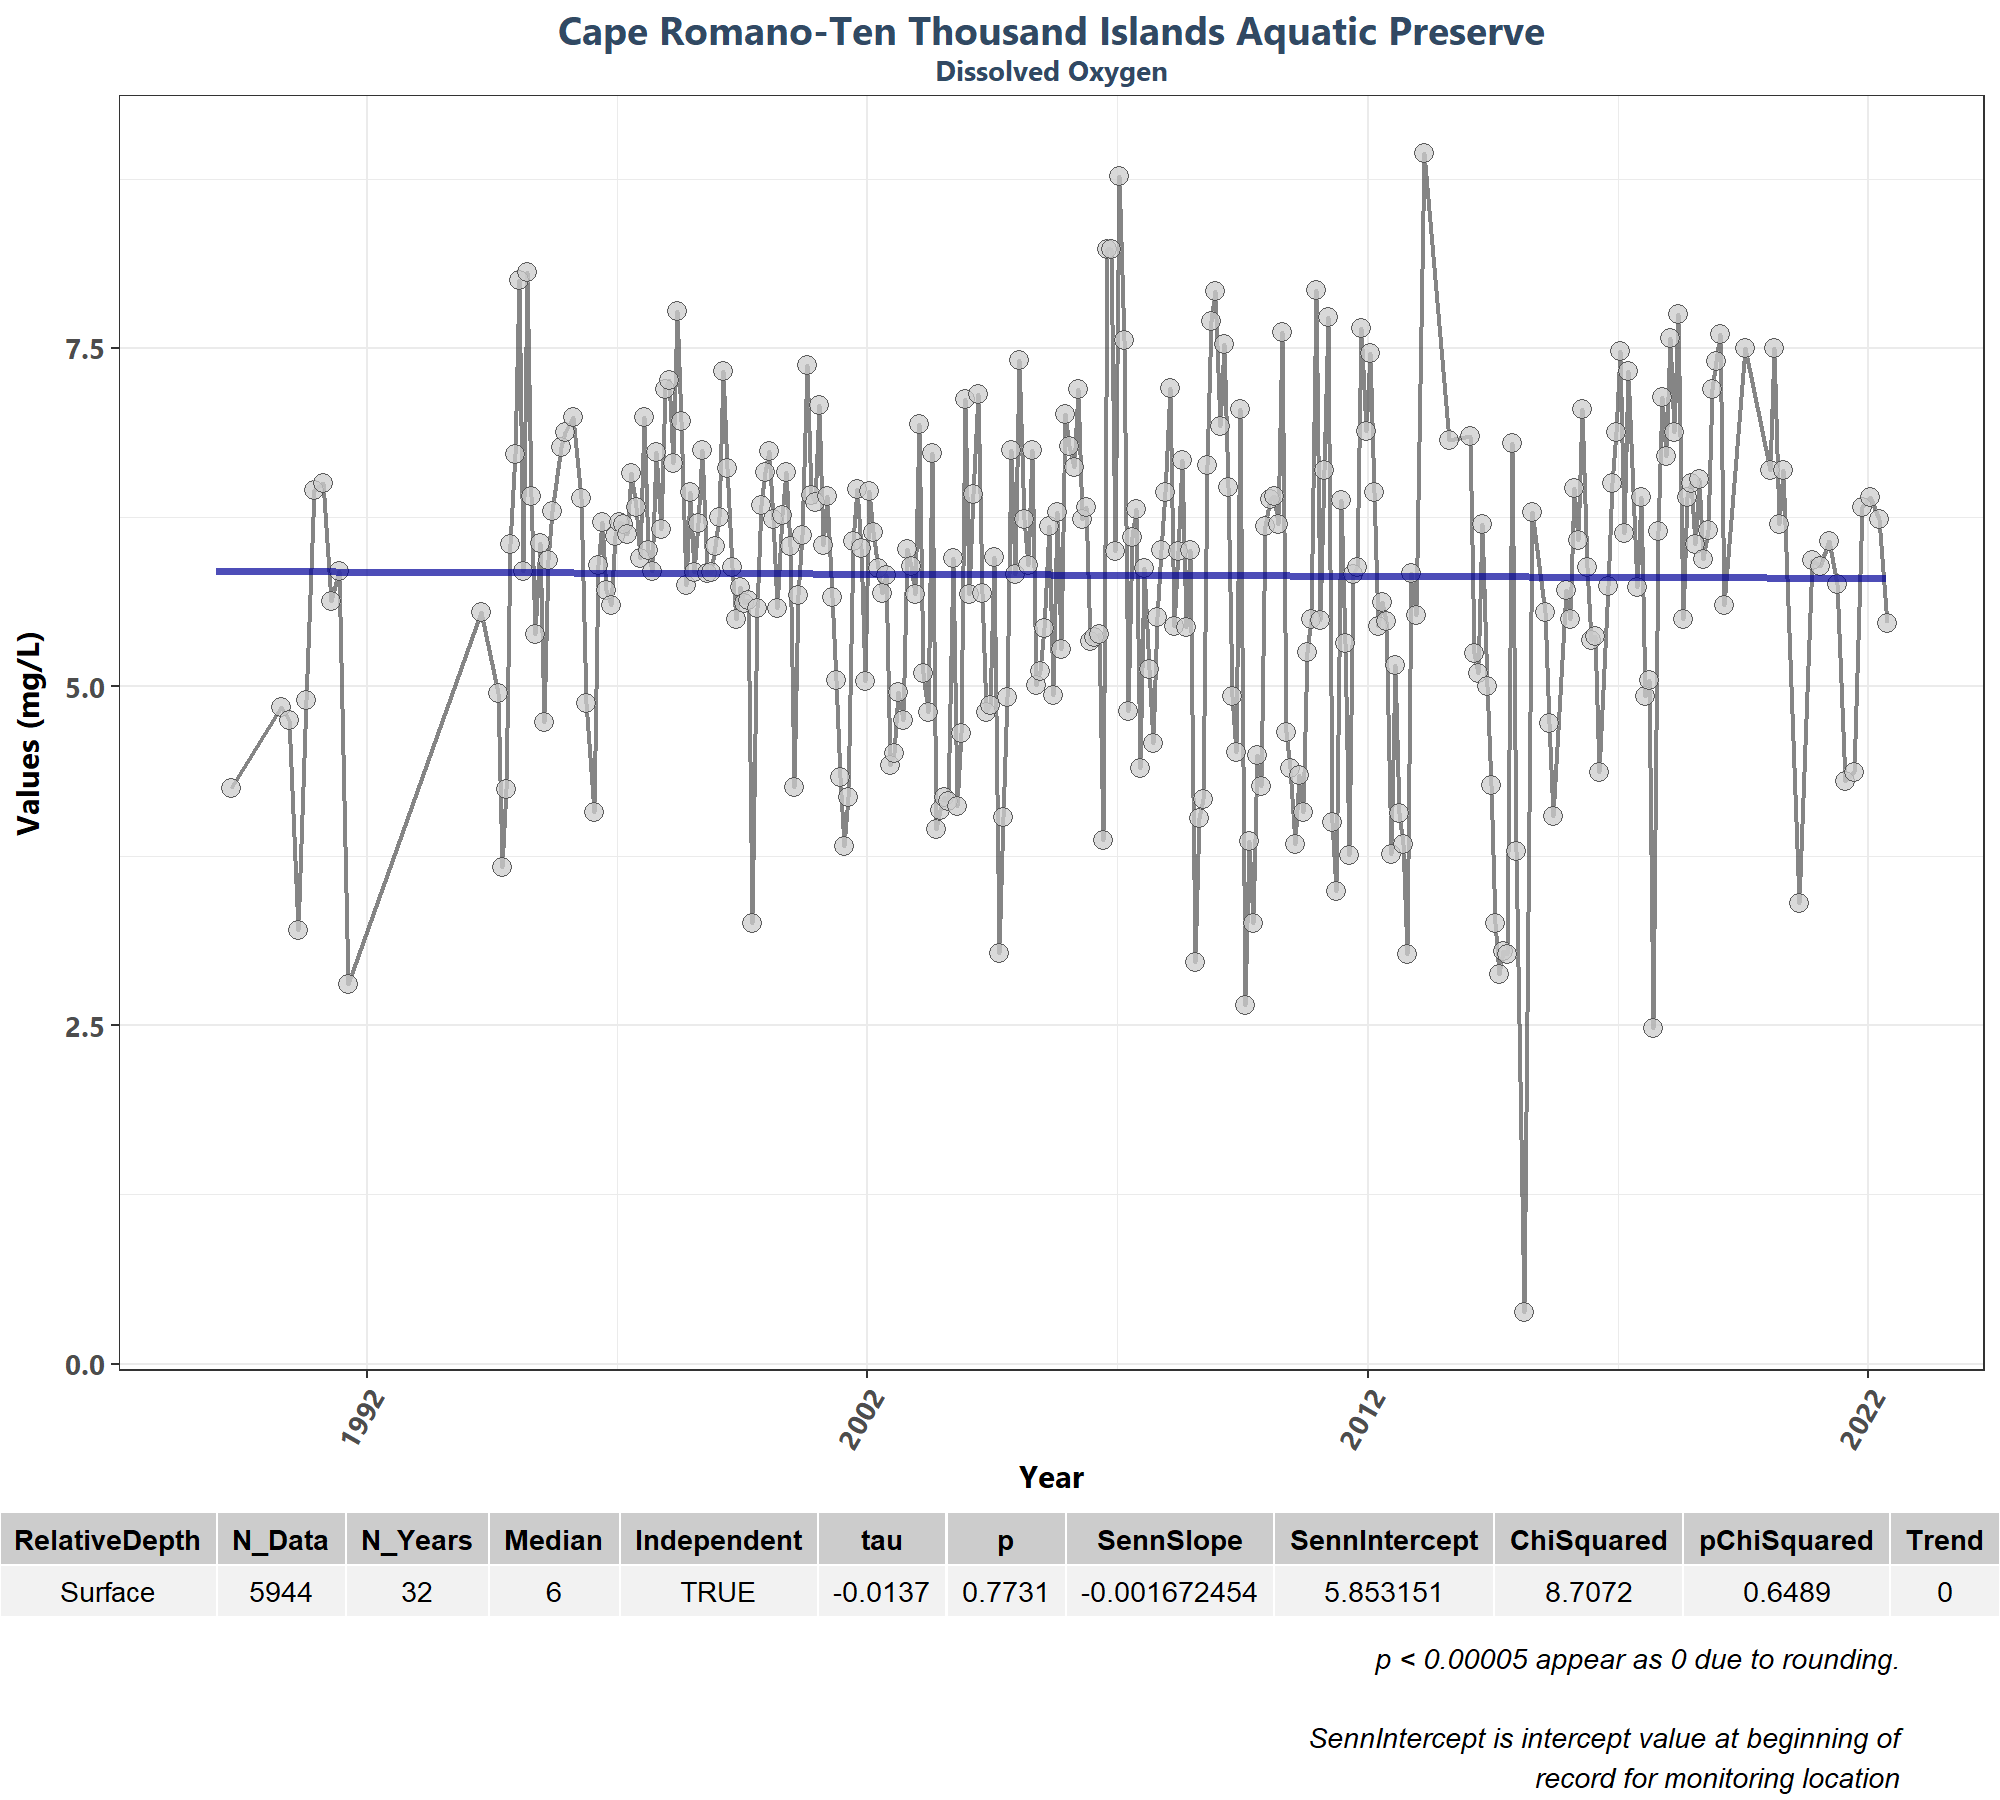 Cape Romano-Ten Thousand Islands Aquatic Preserve
Dissolved Oxygen
Values (mg/L)
7.5
5.0
2.5
0.0
1992
2002
2012
2022
Year
RelativeDepth N_Data N_Years Median Independent tau p SennSlope SennIntercept ChiSquared pChiSquared Trend
Surface 5944 32 6 TRUE -0.0137 0.7731 -0.001672454 5.853151 8.7072 0.6489 0
p < 0.00005 appear as 0 due to rounding.
SennIntercept is intercept value at beginning of
record for monitoring location